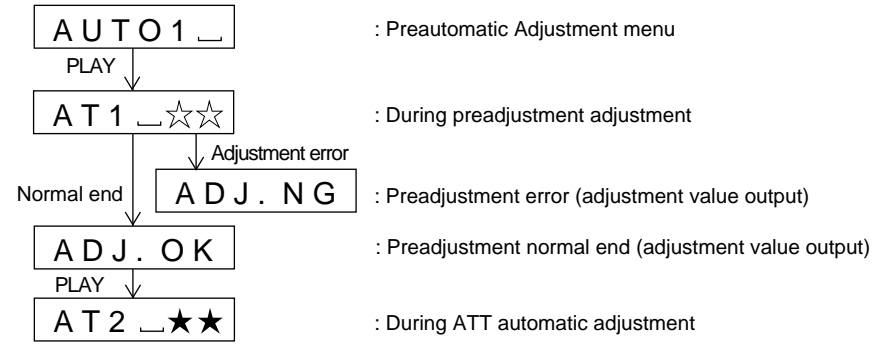 AUTO1 ⎵ : Preautomatic Adjustment menu
PLAY
AT1 ⎵☆☆ : During preadjustment adjustment
Adjustment error
Normal end ADJ. NG : Preadjustment error (adjustment value output)
ADJ. OK : Preadjustment normal end (adjustment value output)
PLAY
AT2 ⎵★★ : During ATT automatic adjustment